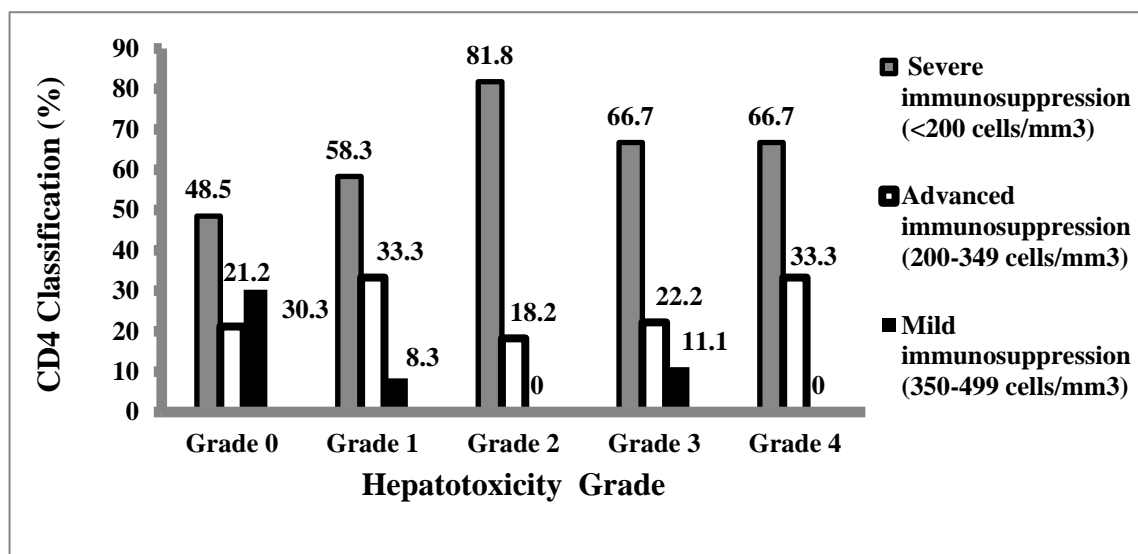 CD4 Classification (%)
90
80
70
60
50
40
30
20
10
0
48.5
21.2
30.3
58.3
33.3
8.3
81.8
18.2
0
66.7
22.2
11.1
66.7
33.3
0
Grade 0
Grade 1
Grade 2
Grade 3
Grade 4
Hepatotoxicity Grade
Severe
immunosuppression
(<200 cells/mm3)
Advanced
immunosuppression
(200-349 cells/mm3)
Mild
immunosuppression
(350-499 cells/mm3)